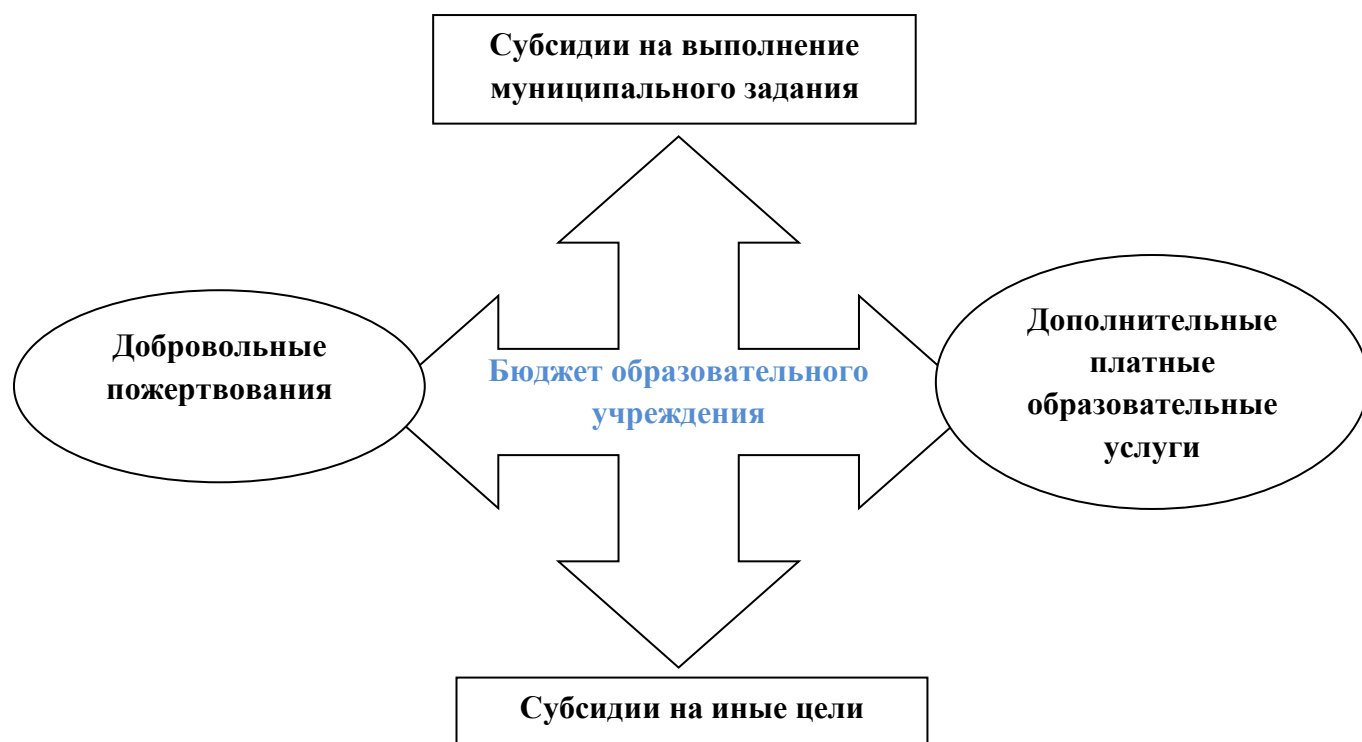 Субсидии на выполнение
муниципального задания
Добровольные
пожертвования
Бюджет образовательного
учреждения
Дополнительные
платные
образовательные
услуги
Субсидии на иные цели